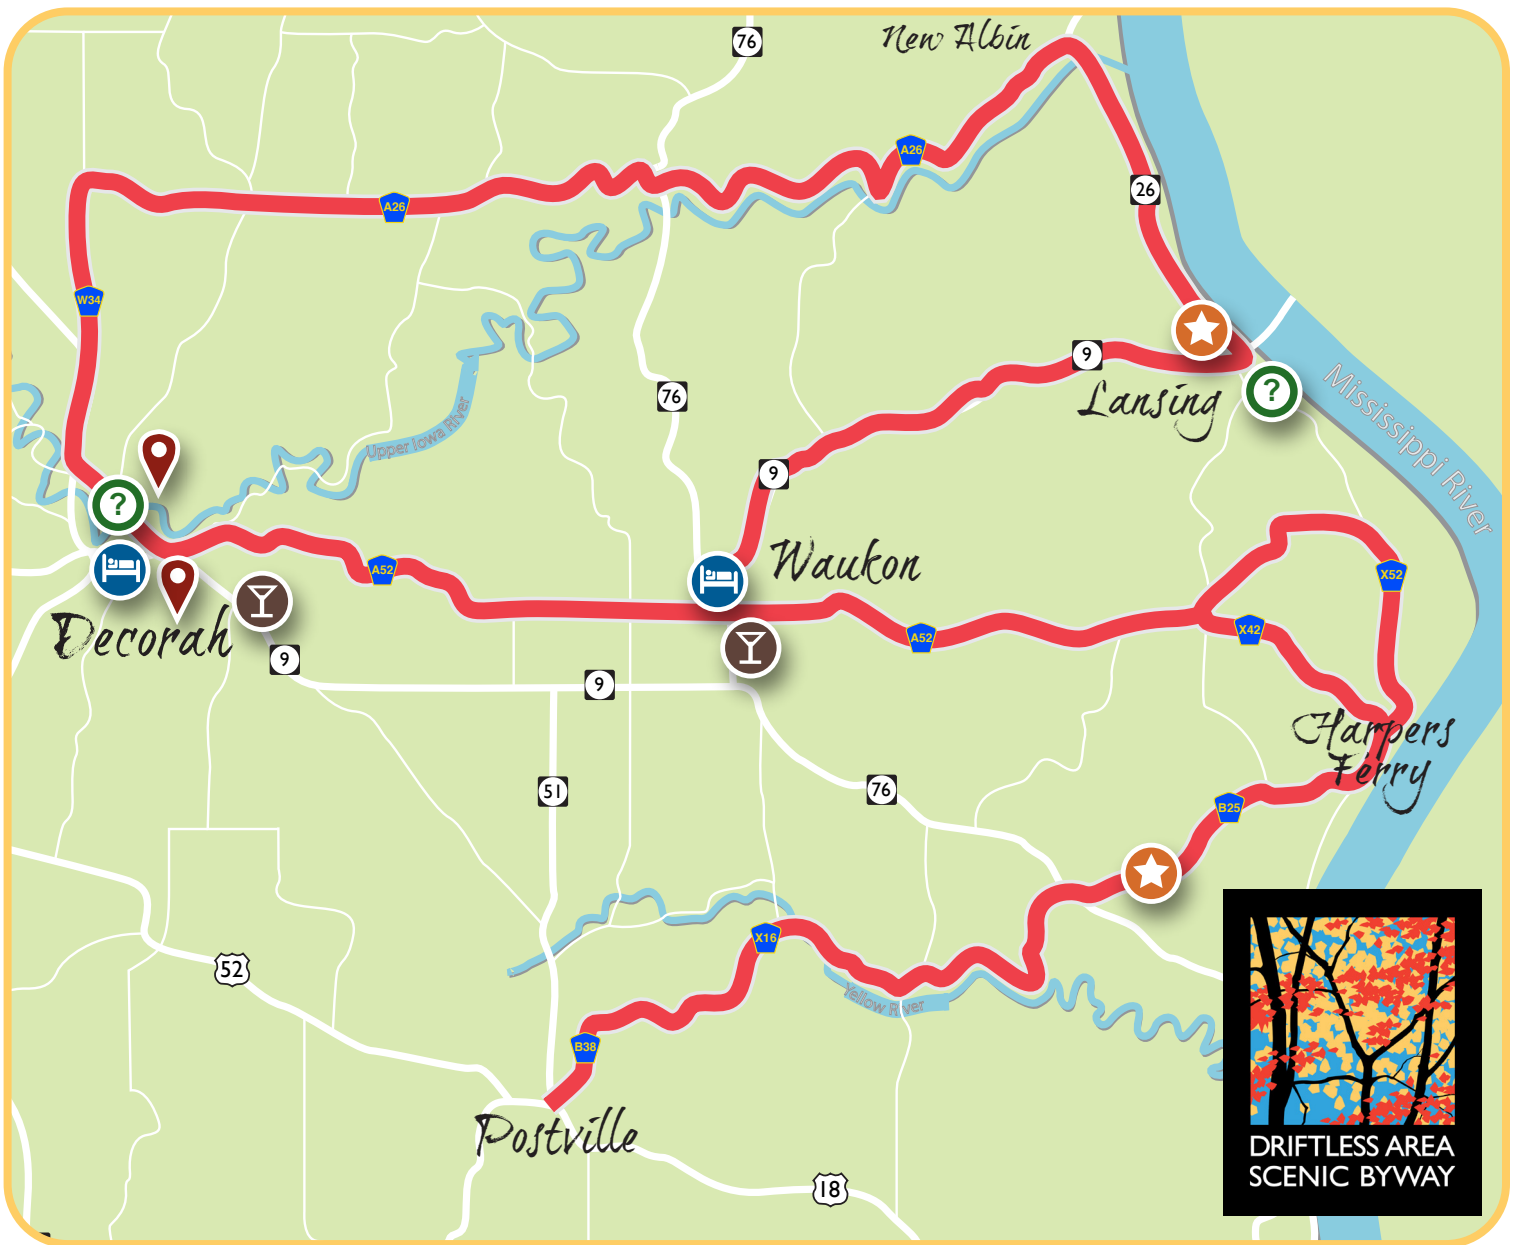 New Albin
76
A26
A26
26
W34
9
76
Lansing
?
Mississippi River
Upper Iowa River
9
?
Waukon
A52
X52
Decorah
A52
X42
9
9
Harpers
Ferry
51
76
B25
X16
52
Yellow River
B38
Postville
18
DRIFTLESS AREA
SCENIC BYWAY